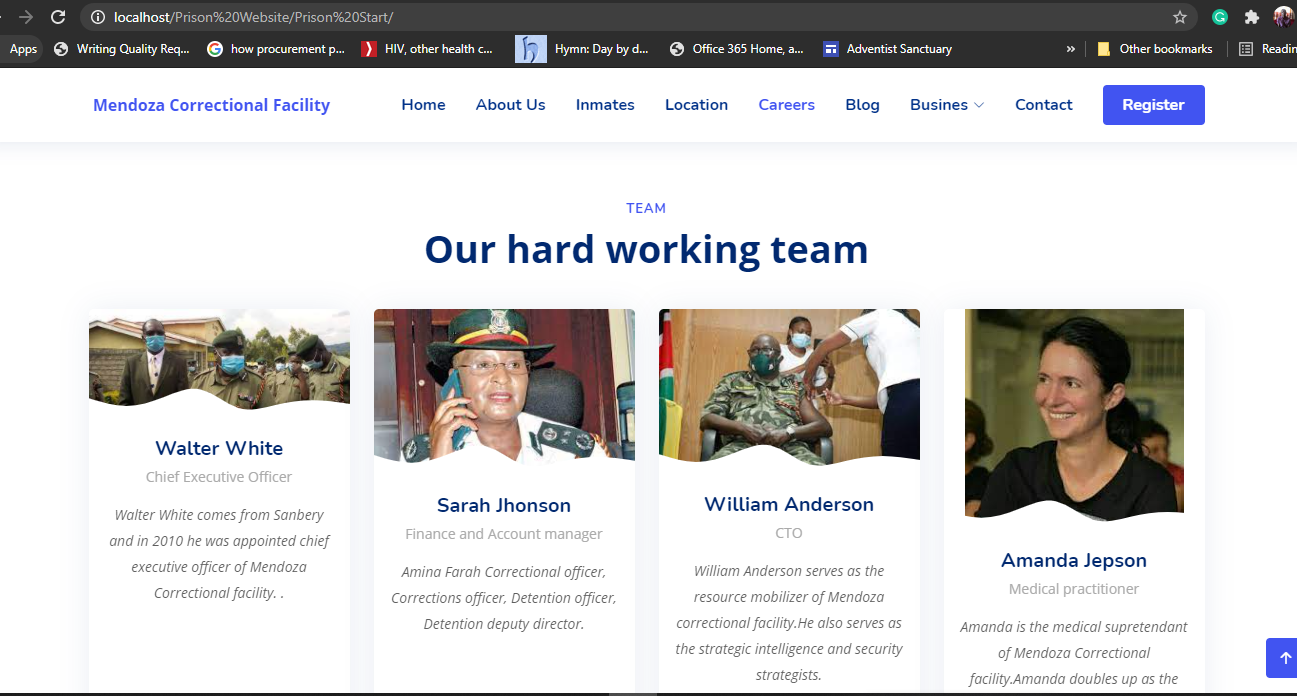 localhost/Prison%20Website/Prison%20Start/
Apps Writing Quality Req... how procurement p... HIV, other health c... Hymn: Day by d... Office 365 Home, a... Adventist Sanctuary » Other bookmarks Readin
Mendoza Correctional Facility Home About Us Inmates Location Careers Blog Busines Contact Register
TEAM
Our hard working team
Walter White
Chief Executive Officer
Walter White comes from Sanbery
and in 2010 he was appointed chief
executive officer of Mendoza
Correctional facility. .
Sarah Jhonson
Finance and Account manager
Amina Farah Correctional officer,
Corrections officer, Detention officer,
Detention deputy director.
William Anderson
CTO
William Anderson serves as the
resource mobilizer of Mendoza
correctional facility.He also serves as
the strategic intelligence and security
strategists.
Amanda Jepson
Medical practitioner
Amanda is the medical supretendant
of Mendoza Correctional
facility.Amanda doubles up as the